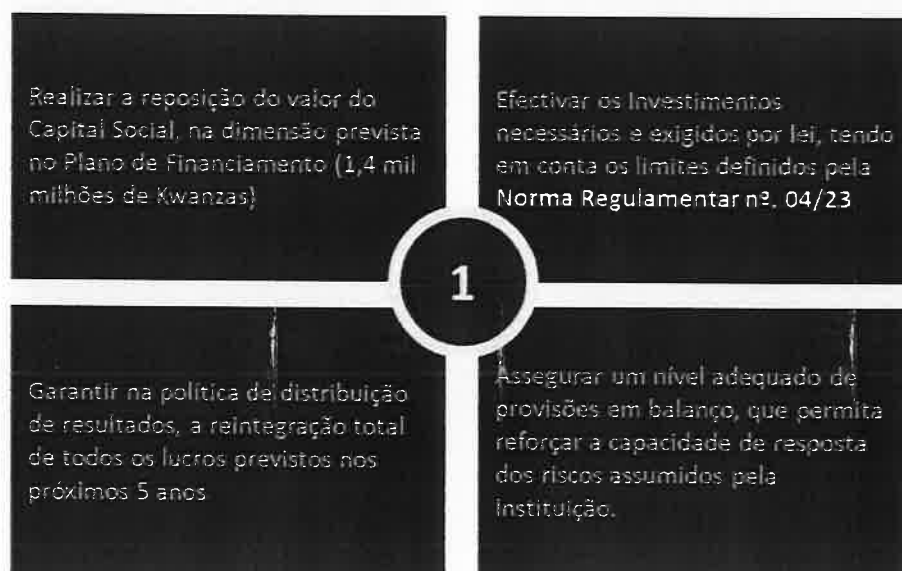 Realizar a reposição do valor do
Capital Social, na dimensão prevista
no Plano de Financiamento (1,4 mil
milhões de Kwanzas)
Efectivar os Investimentos
necessários e exigidos por lei, tendo
em conta os limites definidos pela
Norma Regulamentar nº. 04/23
1
Garantir na política de distribuição
de resultados, a reintegração total
de todos os lucros previstos nos
próximos 5 anos
Assegurar um nível adequado de
provisões em balanço, que permita
reforçar a capacidade de resposta
dos riscos assumidos pela
Instituição.